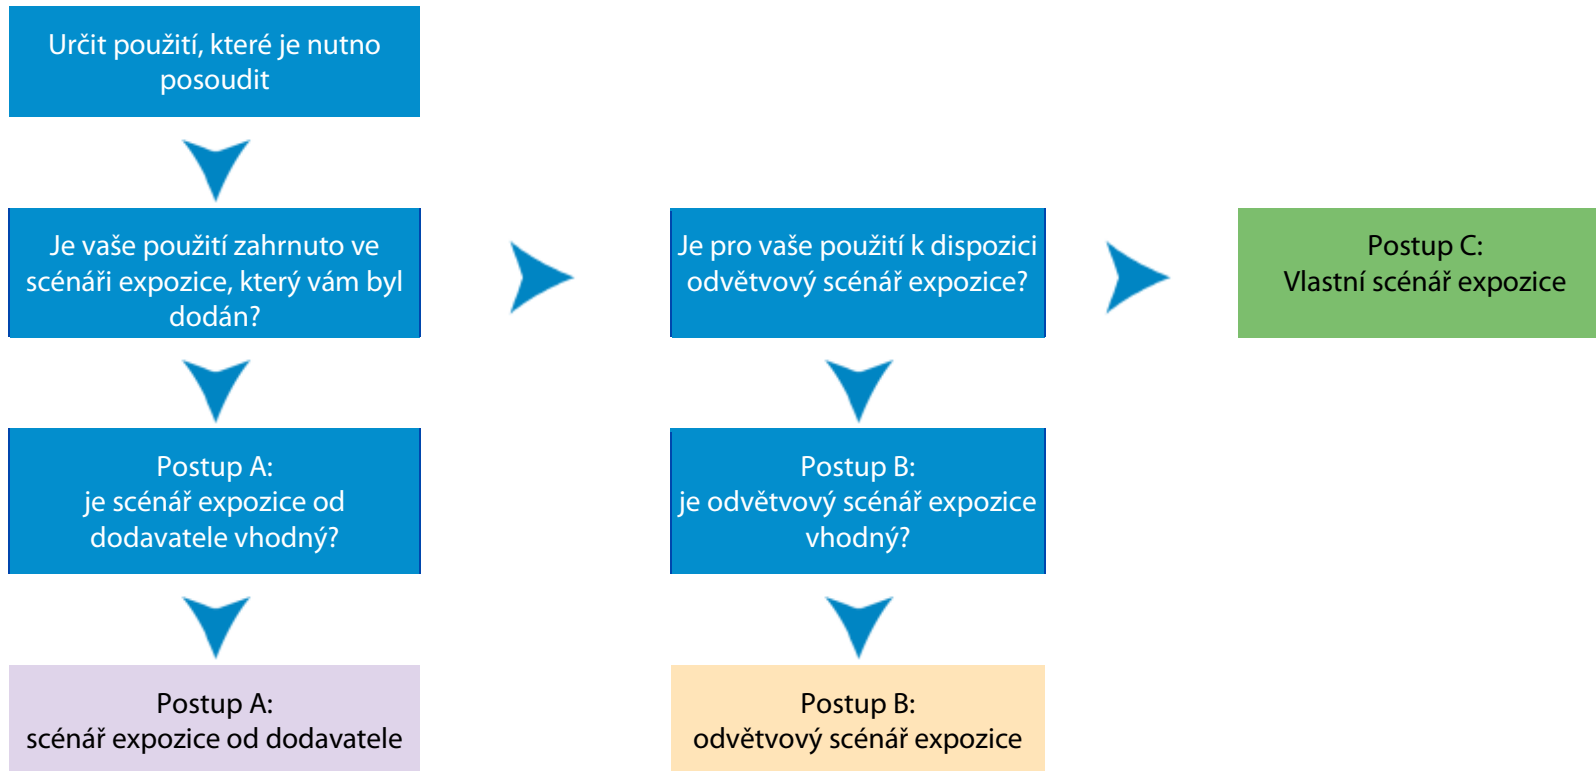 Určit použití, které je nutno
posoudit
Je vaše použití zahrnuto ve
scénáři expozice, který vám byl
dodán?
Je pro vaše použití k dispozici
odvětvový scénář expozice?
Postup C:
Vlastní scénář expozice
Postup A:
je scénář expozice od
dodavatele vhodný?
Postup B:
je odvětvový scénář expozice
vhodný?
Postup A:
scénář expozice od dodavatele
Postup B:
odvětvový scénář expozice